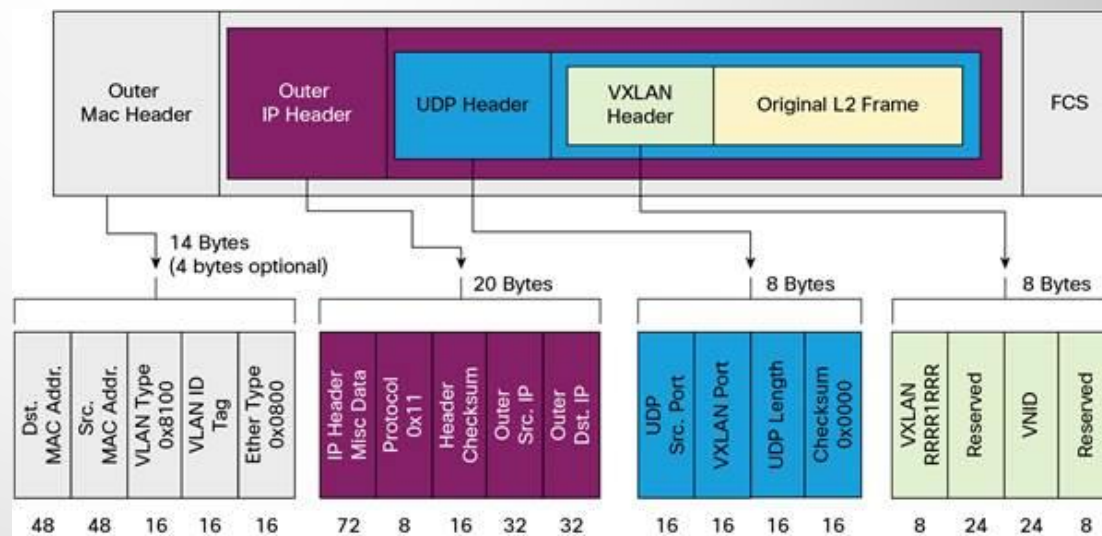 Outer
Mac Header
Outer
IP Header
UDP Header
VXLAN
Header
Original L2 Frame
FCS
14 Bytes
(4 bytes optional)
20 Bytes
8 Bytes
8 Bytes
Dst.
MAC Addr.
Src.
MAC Addr.
VLAN Type
0x8100
VLAN ID
Tag
Ether Type
0x0800
IP Header
Misc Data
Protocol
0x11
Header
Checksum
Outer
Src. IP
Outer
Dst. IP
UDP
Src. Port
VXLAN Port
UDP Length
Checksum
0x0000
VXLAN
RRRR1RRR
Reserved
VNID
Reserved
48 48 16 16 16 72 8 16 32 32 16 16 16 16 8 24 24 8